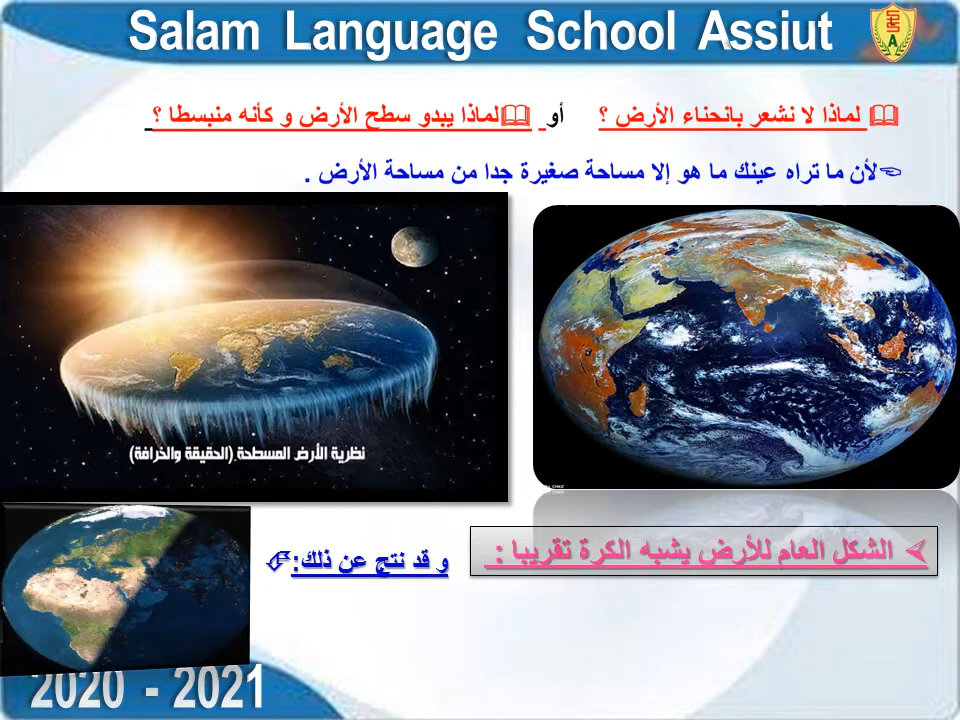 Salam Language School Assiut
لماذا لا نشعر بانحناء الأرض ؟ أو لماذا يبدو سطح الأرض و كأنه منبسطا ؟
لأن ما تراه عينك ما هو إلا مساحة صغيرة جدا من مساحة الأرض .
نظرية الأرض المسطحة (الحقيقة والخرافة)
الشكل العام للأرض يشبه الكرة تقريبا :
و قد نتج عن ذلك:
2020 - 2021